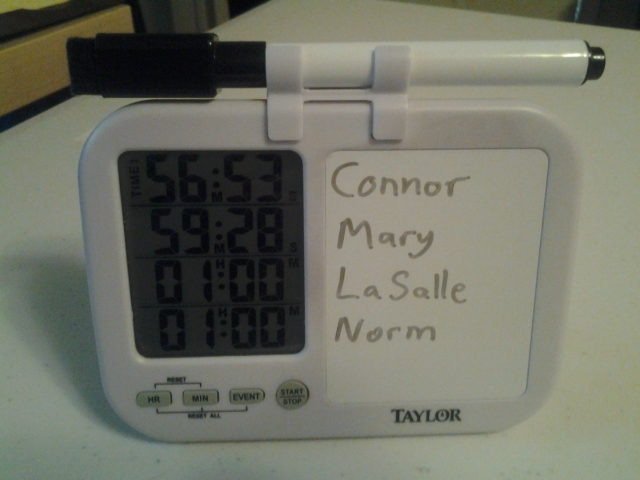 TIME1 56:53 M S Connor
59:28 M S Mary
01:00 H M LaSalle
01:00 H M Norm
RESET
HR MIN EVENT START STOP
RESET ALL
TAYLOR